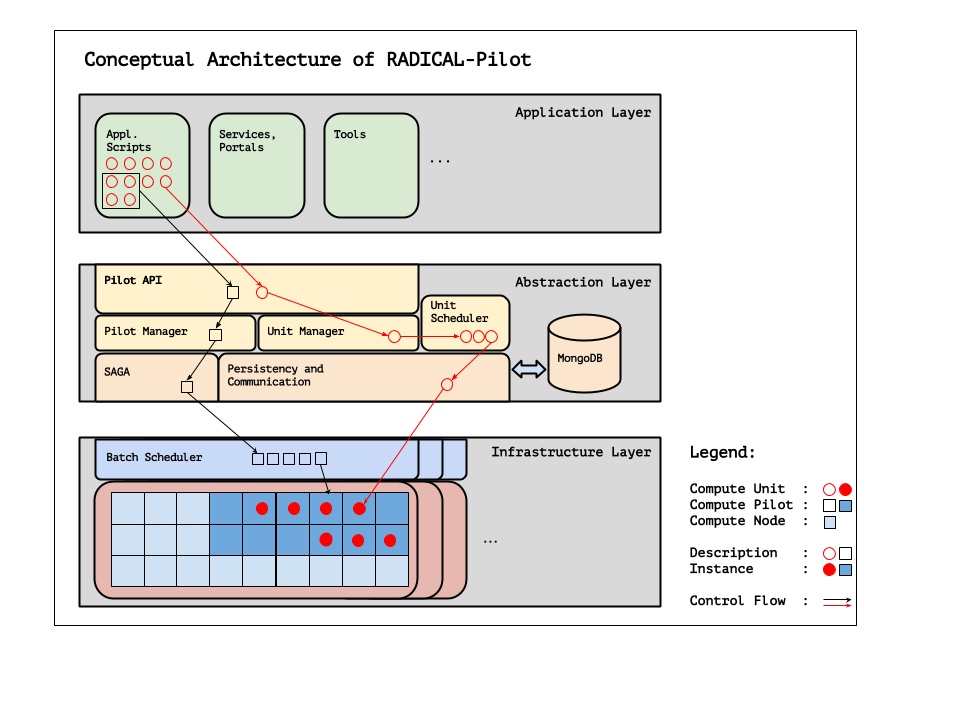 Conceptual Architecture of RADICAL-Pilot
Application Layer
Appl.
Scripts
Services,
Portals
Tools
...
Abstraction Layer
Pilot API
Unit
Scheduler
Pilot Manager
Unit Manager
MongoDB
SAGA
Persistency and
Communication
Infrastructure Layer
Batch Scheduler
...
Legend:
Compute Unit :
Compute Pilot :
Compute Node :
Description :
Instance :
Control Flow :